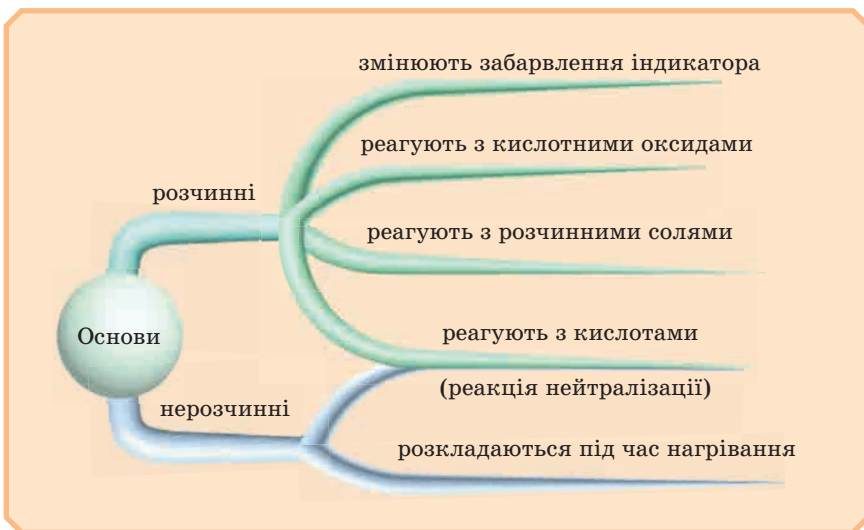 змінюють забарвлення індикатора
реагують з кислотними оксидами
розчинні
реагують з розчинними солями
Основи
реагують з кислотами
(реакція нейтралізації)
нерозчинні
розкладаються під час нагрівання